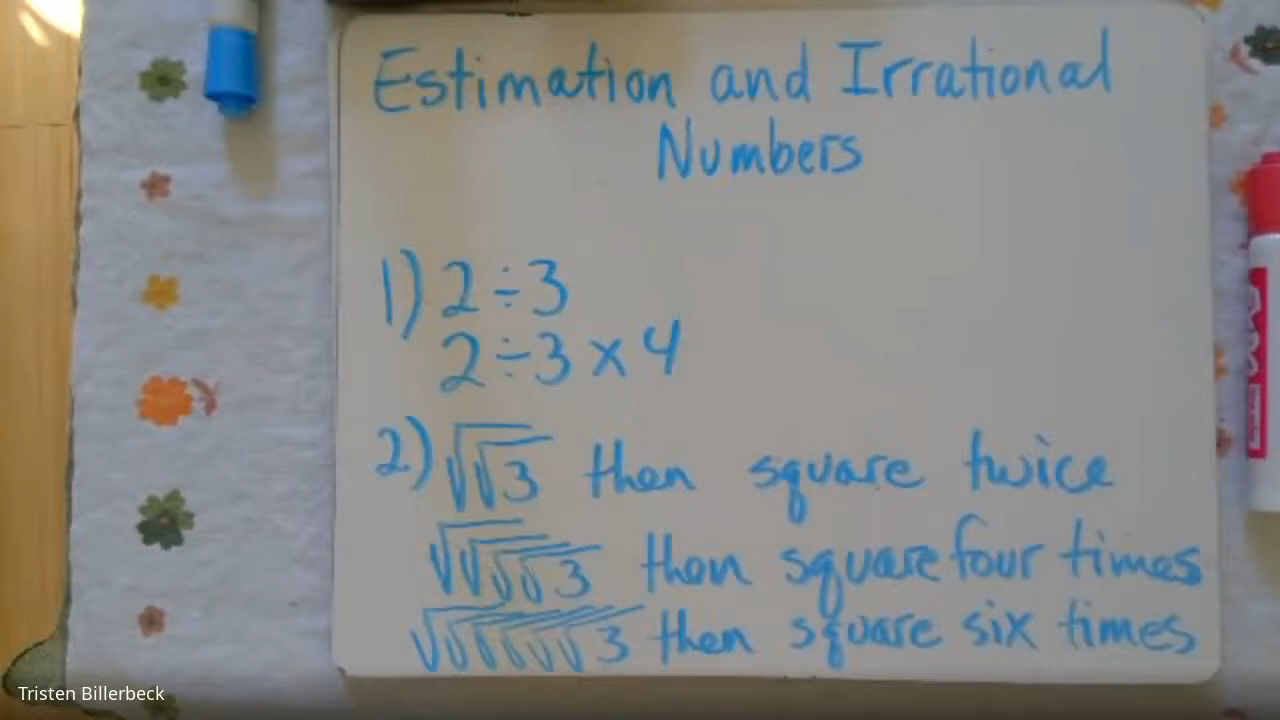 Estimation and Irrational
Numbers
1) 2÷3
2÷3 x 4
2) √√3 then square twice
√√√√3 then square four times
√√√√√√3 then square six times
EXPO
Tristen Billerbeck